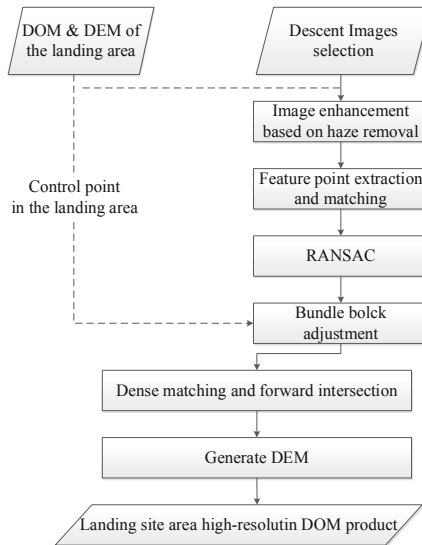 DOM & DEM of
the landing area
Descent Images
selection
Image enhancement
based on haze removal
Feature point extraction
and matching
Control point
in the landing area
RANSAC
Bundle bolck
adjustment
Dense matching and forward intersection
Generate DEM
Landing site area high-resolutin DOM product